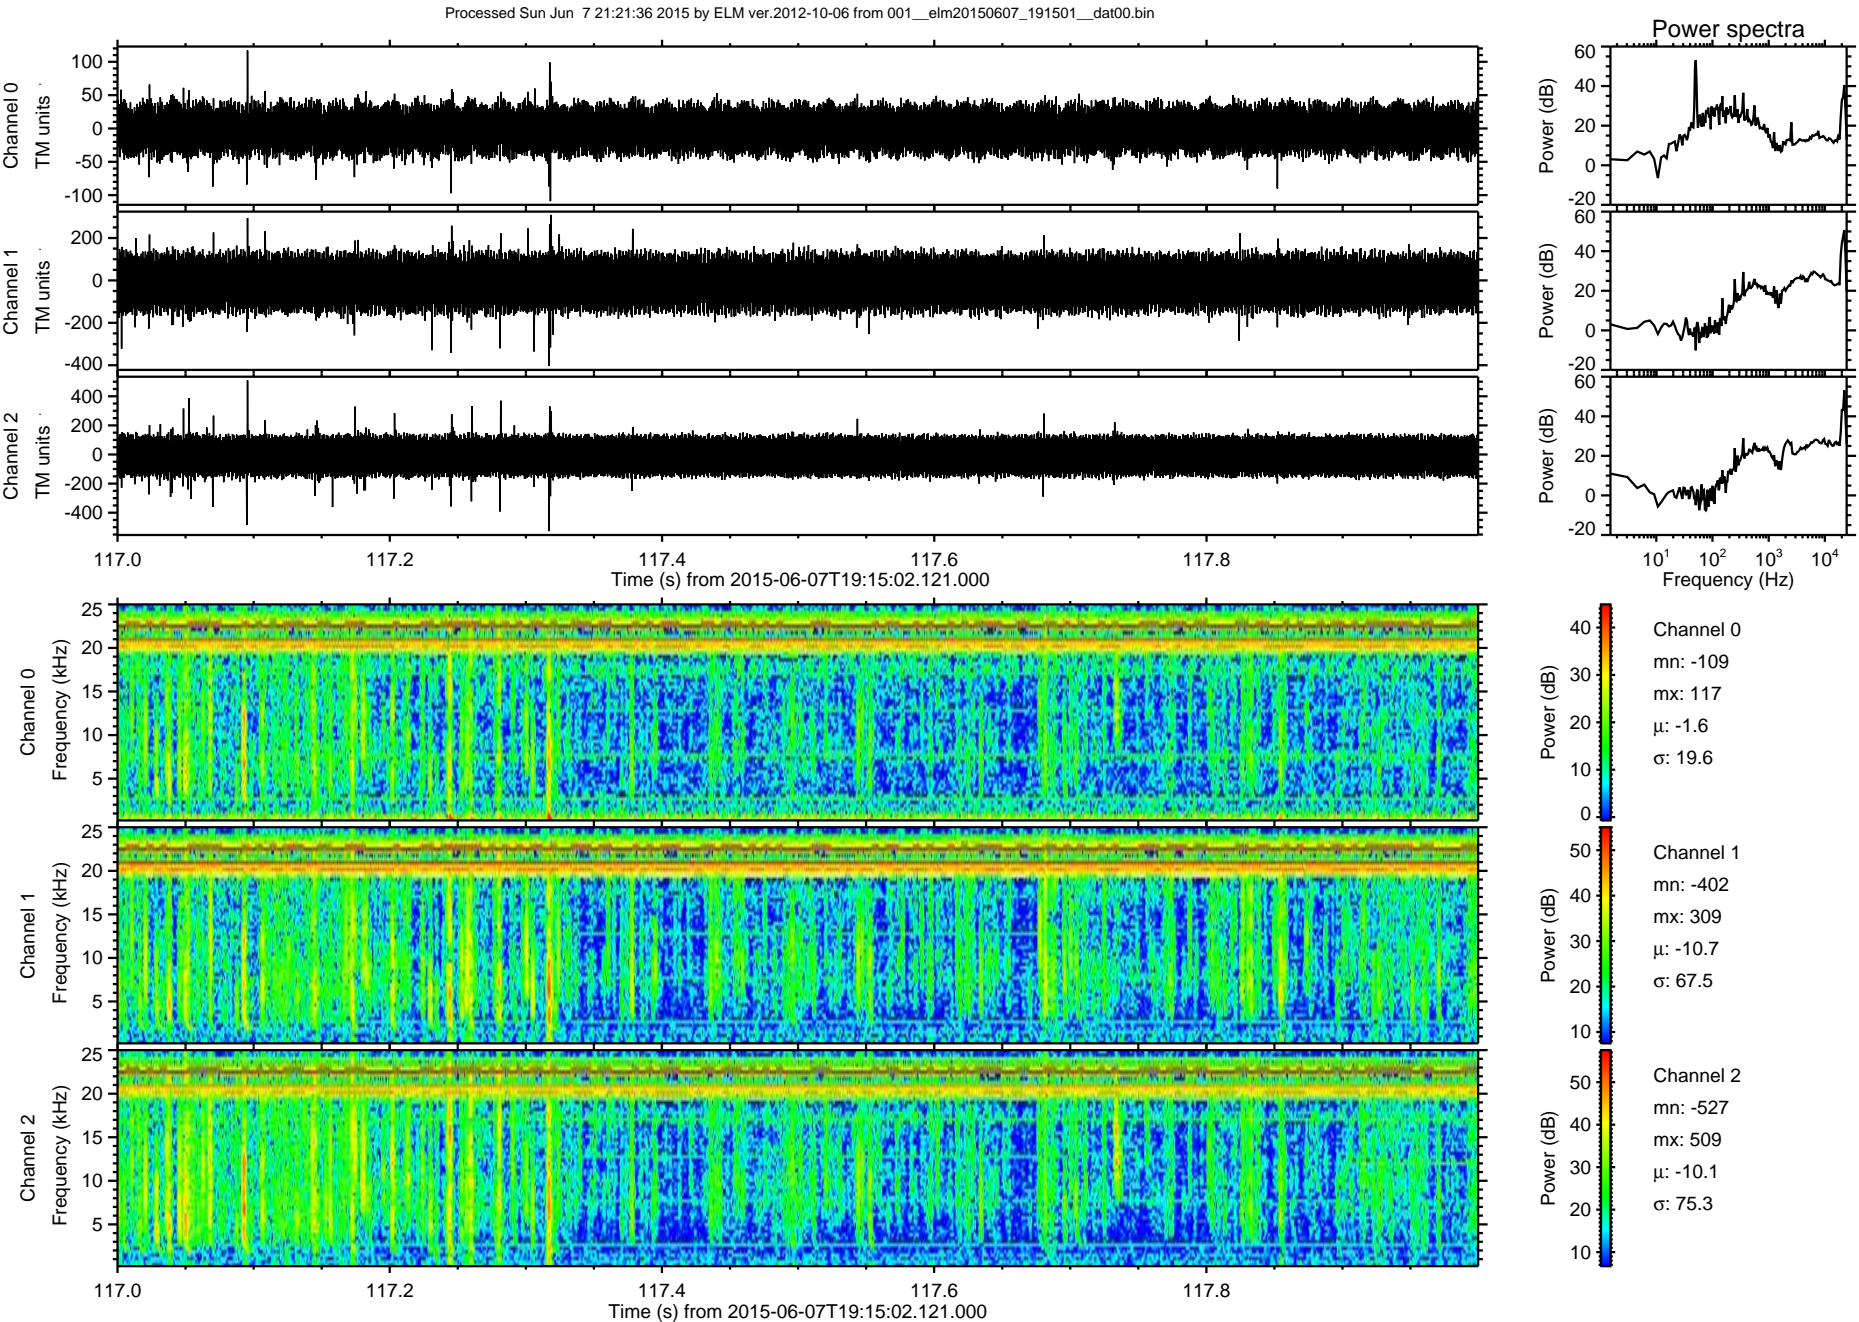 Processed Sun Jun  7 21:21:36 2015 by ELM ver.2012-10-06 from 001__elm20150607_191501__dat00.bin
Power spectra
Channel 0
TM units
100
50
0
-50
-100
Power (dB)
60
40
20
0
-20
Channel 1
TM units
200
0
-200
-400
Power (dB)
60
40
20
0
-20
Channel 2
TM units
400
200
0
-200
-400
Power (dB)
60
40
20
0
-20
117.0 117.2 117.4 117.6 117.8
Time (s) from 2015-06-07T19:15:02.121.000
10^1 10^2 10^3 10^4
Frequency (Hz)
Channel 0
Frequency (kHz)
25
20
15
10
5
Power (dB)
40
30
20
10
0
Channel 0
mn: -109
mx: 117
μ: -1.6
σ: 19.6
Channel 1
Frequency (kHz)
25
20
15
10
5
Power (dB)
50
40
30
20
10
Channel 1
mn: -402
mx: 309
μ: -10.7
σ: 67.5
Channel 2
Frequency (kHz)
25
20
15
10
5
Power (dB)
50
40
30
20
10
Channel 2
mn: -527
mx: 509
μ: -10.1
σ: 75.3
117.0 117.2 117.4 117.6 117.8
Time (s) from 2015-06-07T19:15:02.121.000